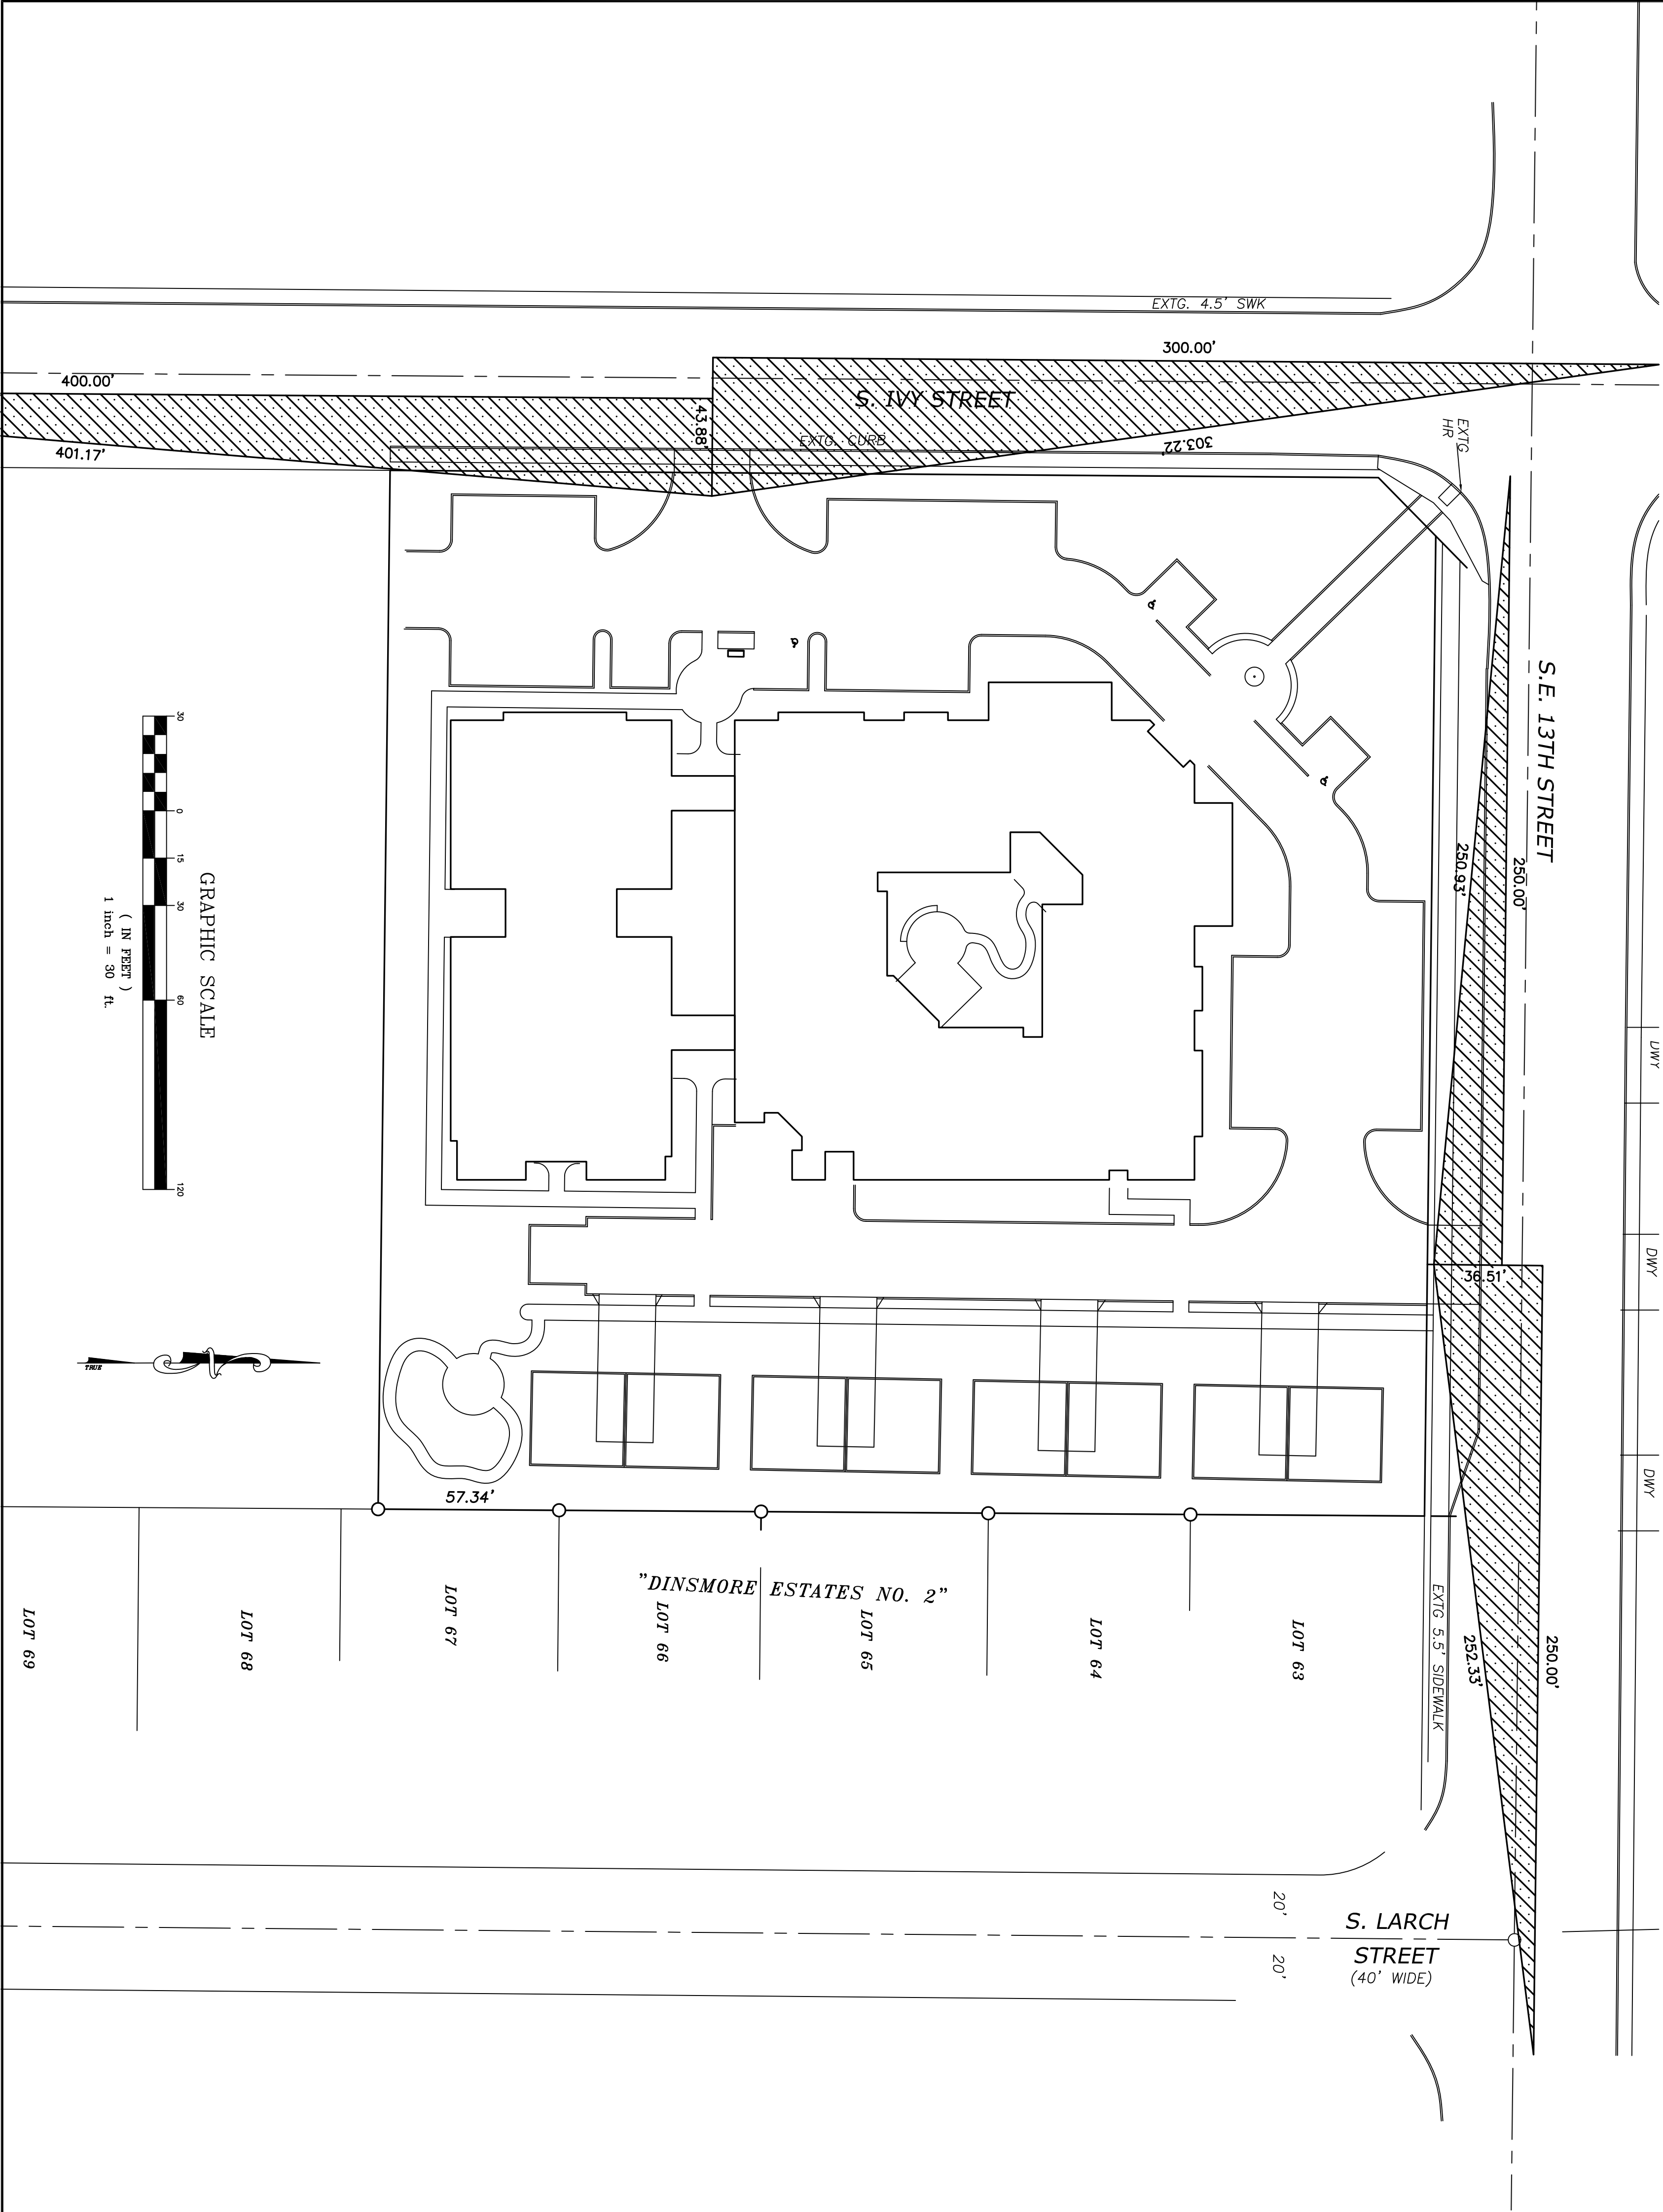 EXTG. 4.5' SWK
300.00'
400.00'
S. IVY STREET
43.88'
EXTG. CURB
303.22'
401.17'
EXTG
HR
S.E. 13TH STREET
250.00'
250.93'
GRAPHIC SCALE
( IN FEET )
1 inch = 30 ft.
30
0
15
30
60
120
DWY
DWY
DWY
36.51'
TRUE
57.34'
"DINSMORE ESTATES NO. 2"
LOT 69
LOT 68
LOT 67
LOT 66
LOT 65
LOT 64
LOT 63
EXTG 5.5' SIDEWALK
252.33'
250.00'
20'
20'
S. LARCH
STREET
(40' WIDE)